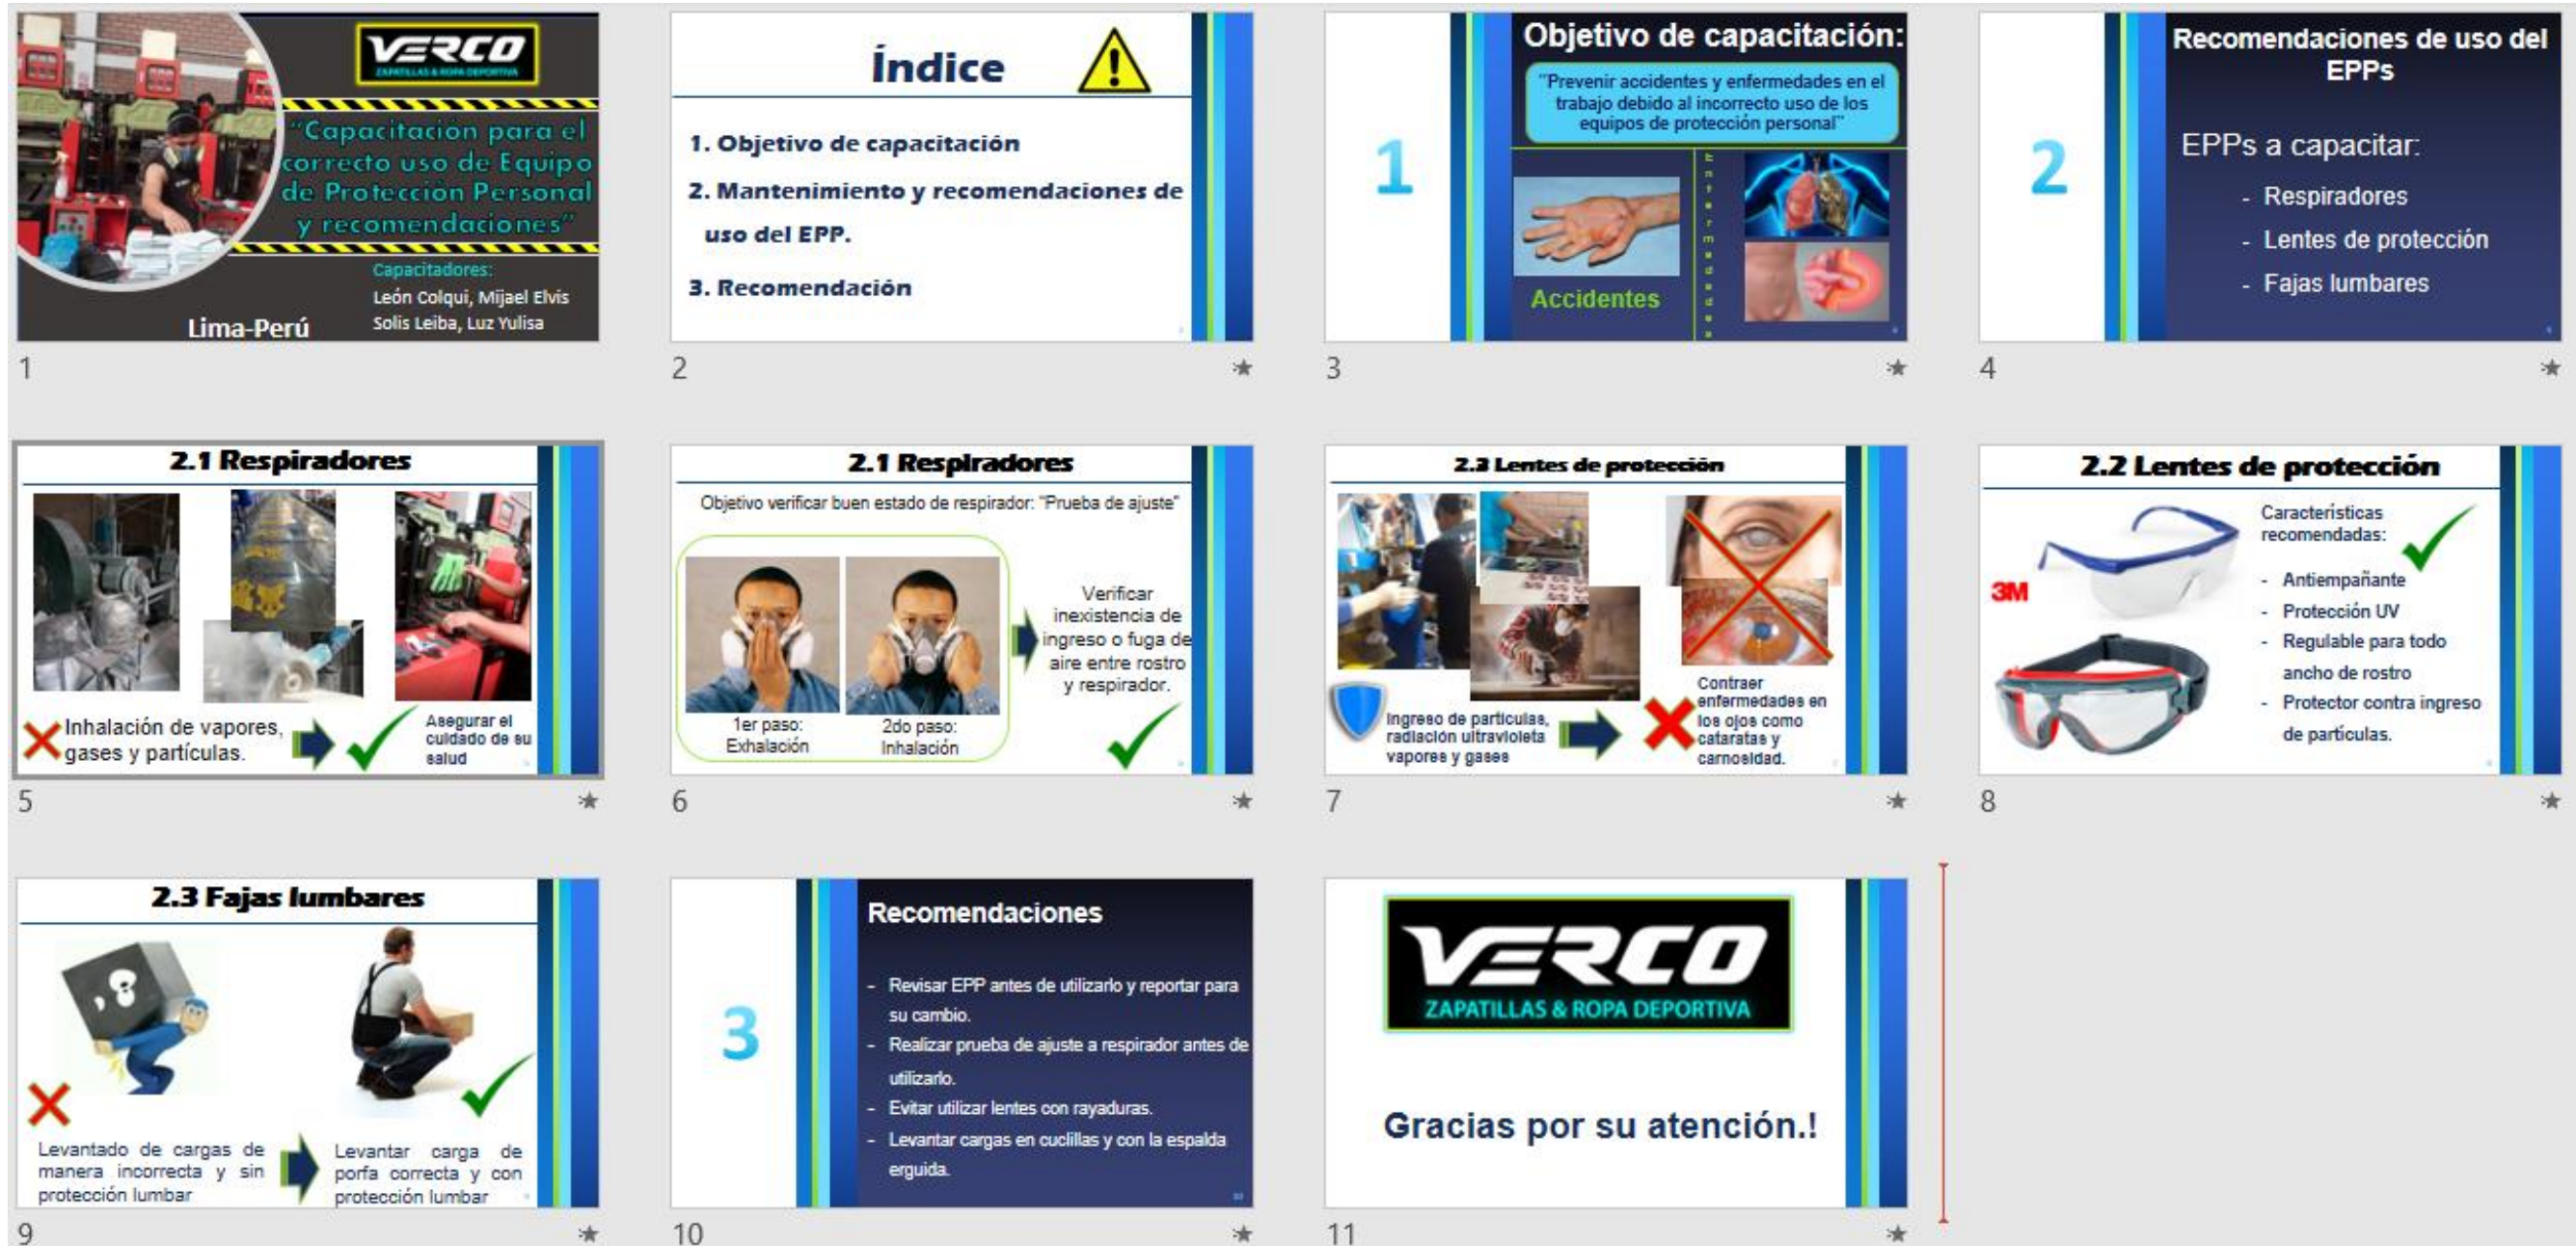 VERCO
ZAPATILLAS & ROPA DEPORTIVA
"Capacitación para el
correcto uso de Equipo
de Protección Personal
y recomendaciones"
Capacitadores:
León Colqui, Mijael Elvis
Solis Leiba, Luz Yulisa
Lima-Perú
1
Índice
1. Objetivo de capacitación
2. Mantenimiento y recomendaciones de
uso del EPP.
3. Recomendación
2
1
Objetivo de capacitación:
"Prevenir accidentes y enfermedades en el
trabajo debido al incorrecto uso de los
equipos de protección personal"
Accidentes
Enfermedades
3
2
Recomendaciones de uso del
EPPs
EPPs a capacitar:
- Respiradores
- Lentes de protección
- Fajas lumbares
4
2.1 Respiradores
Inhalación de vapores,
gases y partículas.
Asegurar el
cuidado de su
salud
5
2.1 Respiradores
Objetivo verificar buen estado de respirador: "Prueba de ajuste"
1er paso:
Exhalación
2do paso:
Inhalación
Verificar
inexistencia de
ingreso o fuga de
aire entre rostro
y respirador.
6
2.3 Lentes de protección
Ingreso de particulas,
radiación ultravioleta
vapores y gases
Contraer
enfermedades en
los ojos como
cataratas y
carnosidad.
7
2.2 Lentes de protección
3M
Características
recomendadas:
- Antiempañante
- Protección UV
- Regulable para todo
ancho de rostro
- Protector contra ingreso
de partículas.
8
2.3 Fajas lumbares
Levantado de cargas de
manera incorrecta y sin
protección lumbar
Levantar carga de
porfa correcta y con
protección lumbar
9
3
Recomendaciones
- Revisar EPP antes de utilizarlo y reportar para
su cambio.
- Realizar prueba de ajuste a respirador antes de
utilizarlo.
- Evitar utilizar lentes con rayaduras.
- Levantar cargas en cuclillas y con la espalda
erguida.
10
VERCO
ZAPATILLAS & ROPA DEPORTIVA
Gracias por su atención.!
11